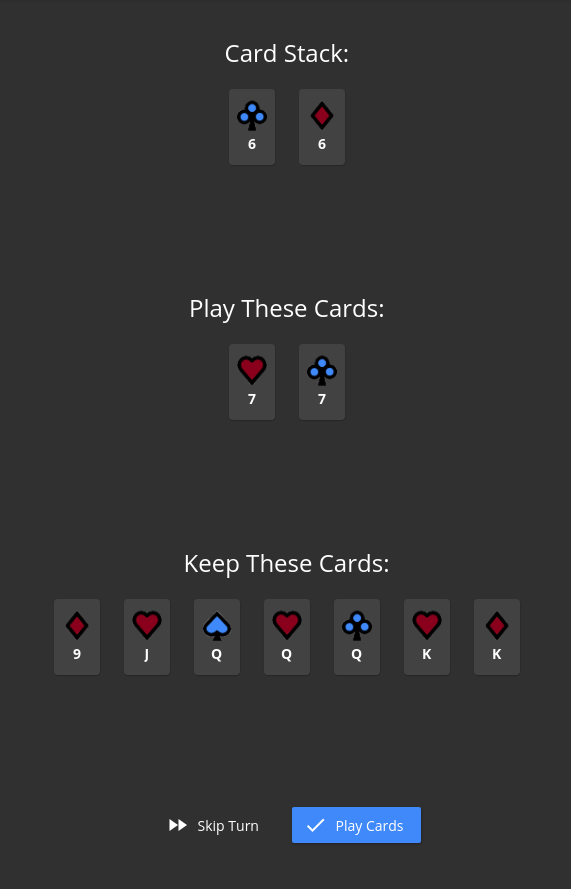 Card Stack:
6 6
Play These Cards:
7 7
Keep These Cards:
9 J Q Q Q K K
Skip Turn Play Cards